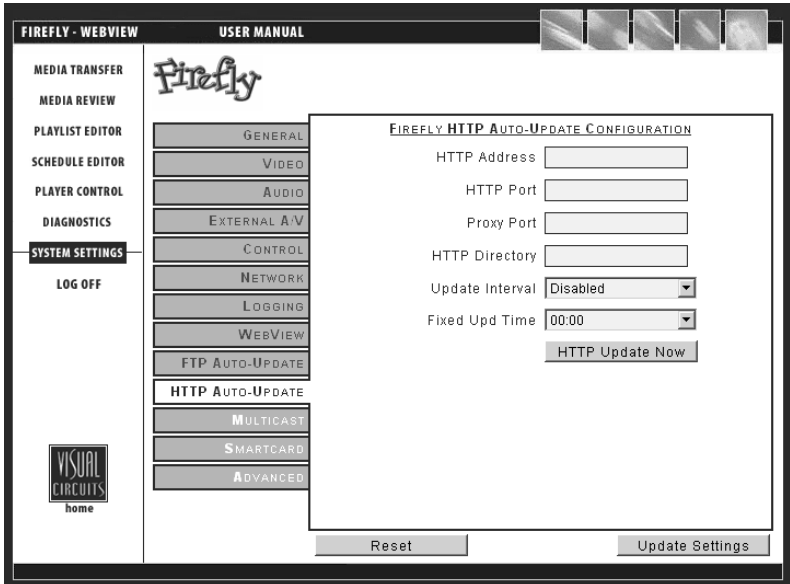 FIREFLY - WEBVIEW USER MANUAL
MEDIA TRANSFER
MEDIA REVIEW
PLAYLIST EDITOR
SCHEDULE EDITOR
PLAYER CONTROL
DIAGNOSTICS
SYSTEM SETTINGS
LOG OFF
VISUAL
CIRCUITS
home
Firefly
GENERAL
VIDEO
AUDIO
EXTERNAL A/V
CONTROL
NETWORK
LOGGING
WEBVIEW
FTP AUTO-UPDATE
HTTP AUTO-UPDATE
MULTICAST
SMARTCARD
ADVANCED
FIREFLY HTTP AUTO-UPDATE CONFIGURATION
HTTP Address
HTTP Port
Proxy Port
HTTP Directory
Update Interval Disabled
Fixed Upd Time 00:00
HTTP Update Now
Reset Update Settings